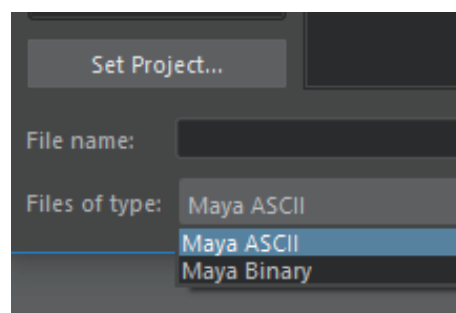 Set Project...
File name:
Files of type: Maya ASCII
Maya ASCII
Maya Binary